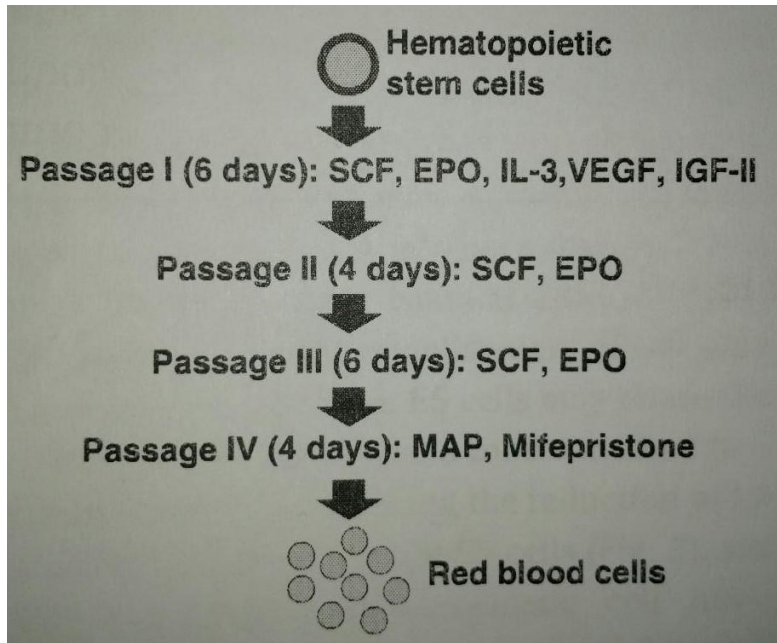 Hematopoietic
stem cells
Passage I (6 days): SCF, EPO, IL-3,VEGF, IGF-II
Passage II (4 days): SCF, EPO
Passage III (6 days): SCF, EPO
Passage IV (4 days): MAP, Mifepristone
Red blood cells